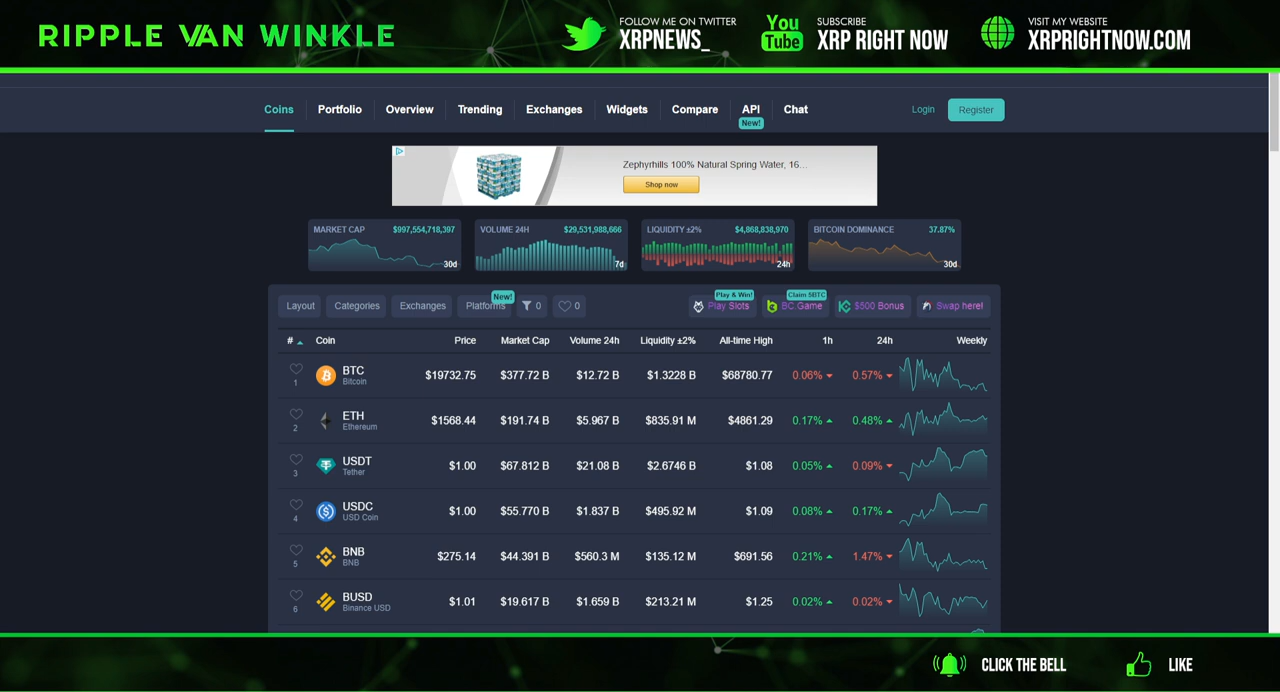 RIPPLE VAN WINKLE
FOLLOW ME ON TWITTER
XRPNEWS_
You
Tube
SUBSCRIBE
XRP RIGHT NOW
VISIT MY WEBSITE
XRPRIGHTNOW.COM
Coins Portfolio Overview Trending Exchanges Widgets Compare API Chat Login Register
New!
Zephyrhills 100% Natural Spring Water, 16...
Shop now
MARKET CAP $997,554,718,397
30d
VOLUME 24H $29,531,988,666
7d
LIQUIDITY ±2% $4,868,838,970
24h
BITCOIN DOMINANCE 37.87%
30d
New! Play & Win! Claim 5BTC
Layout Categories Exchanges Platforms 0 0 Play Slots BC.Game $500 Bonus Swap here!
# Coin Price Market Cap Volume 24h Liquidity ±2% All-time High 1h 24h Weekly
1 BTC $19732.75 $377.72 B $12.72 B $1.3228 B $68780.77 0.06% 0.57%
Bitcoin
2 ETH $1568.44 $191.74 B $5.967 B $835.91 M $4861.29 0.17% 0.48%
Ethereum
3 USDT $1.00 $67.812 B $21.08 B $2.6746 B $1.08 0.05% 0.09%
Tether
4 USDC $1.00 $55.770 B $1.837 B $495.92 M $1.09 0.08% 0.17%
USD Coin
5 BNB $275.14 $44.391 B $560.3 M $135.12 M $691.56 0.21% 1.47%
BNB
6 BUSD $1.01 $19.617 B $1.659 B $213.21 M $1.25 0.02% 0.02%
Binance USD
CLICK THE BELL
LIKE